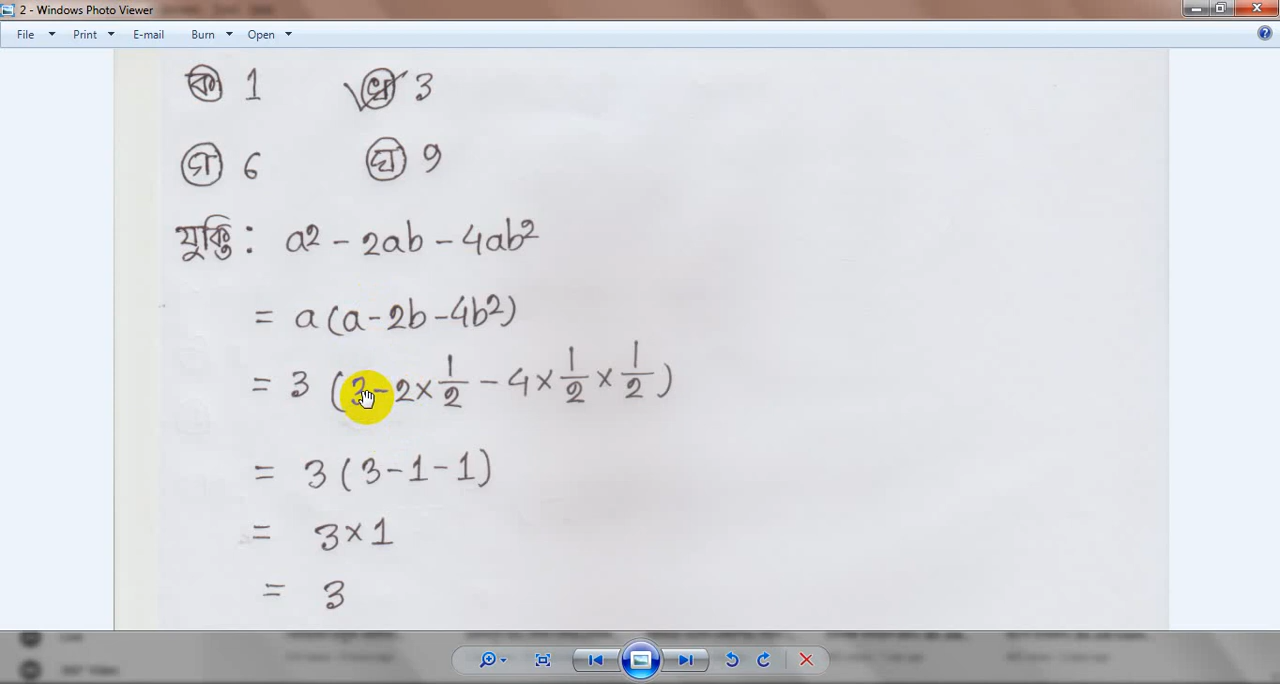 2 - Windows Photo Viewer
File Print E-mail Burn Open
ক 1 খ 3
গ 6 ঘ 9
যুক্তি: a² - 2ab - 4ab²
= a(a - 2b - 4b²)
= 3 (3 - 2 × 1/2 - 4 × 1/2 × 1/2)
= 3 (3 - 1 - 1)
= 3 × 1
= 3